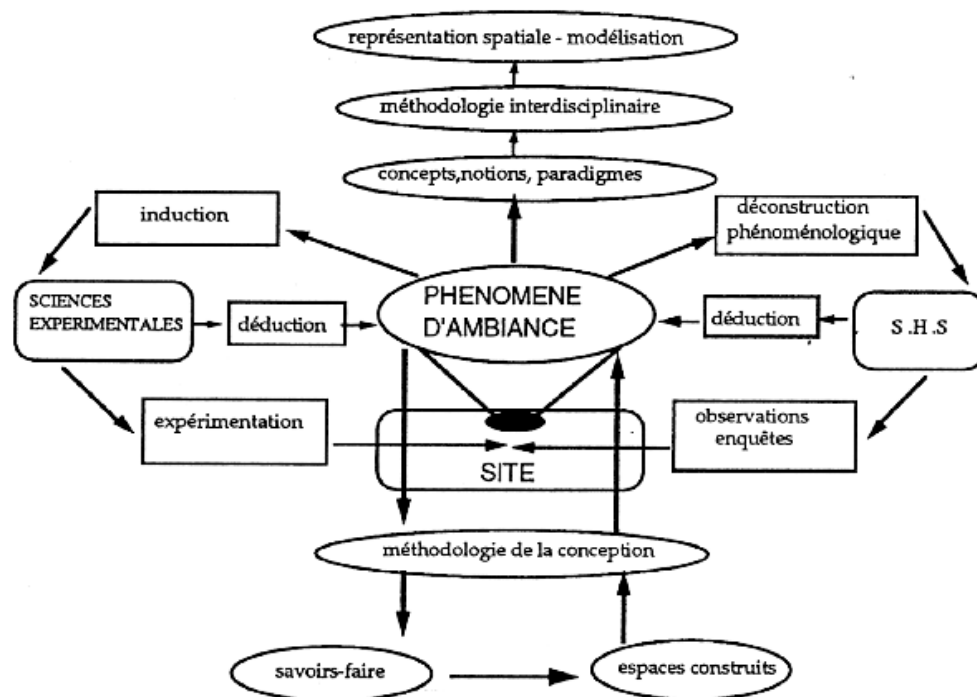 représentation spatiale - modélisation
méthodologie interdisciplinaire
concepts,notions, paradigmes
induction
déconstruction
phénoménologique
SCIENCES
EXPERIMENTALES
déduction
PHENOMENE
D'AMBIANCE
déduction
S .H .S
expérimentation
observations
enquêtes
SITE
méthodologie de la conception
savoirs-faire
espaces construits